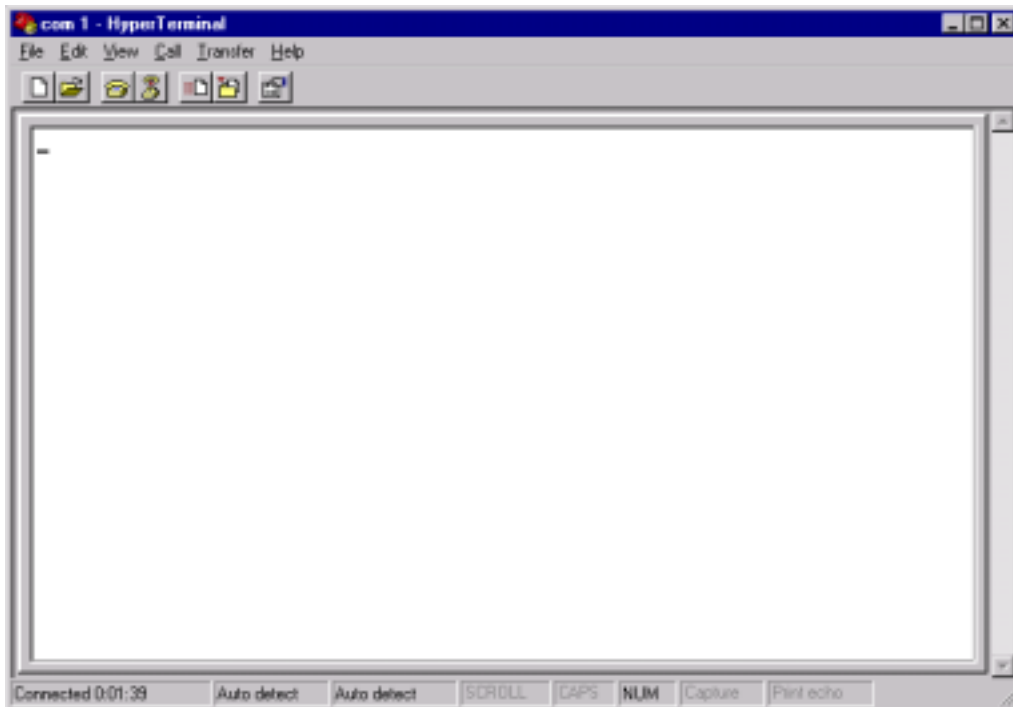 com 1 - HyperTerminal
File Edit View Call Transfer Help
Connected 0:01:39 Auto detect Auto detect SCROLL CAPS NUM Capture Print echo